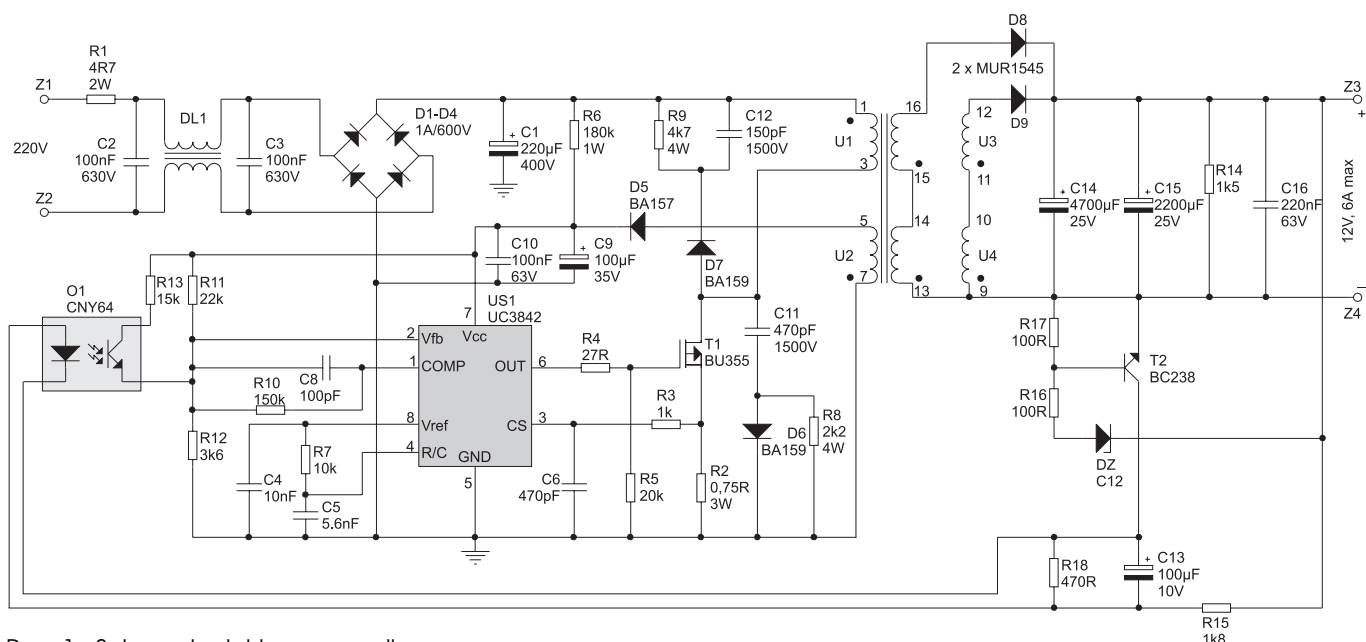 R1
4R7
2W
Z1
220V
Z2
C2
100nF
630V
DL1
C3
100nF
630V
D1-D4
1A/600V
+
C1
220µF
400V
R6
180k
1W
R9
4k7
4W
C12
150pF
1500V
D8
2 x MUR1545
D9
1
3
5
7
U1
U2
16
15
14
13
12
11
10
9
U3
U4
+
C14
4700µF
25V
+
C15
2200µF
25V
R14
1k5
C16
220nF
63V
Z3
+
12V, 6A max
–
Z4
D5
BA157
C10
100nF
63V
+
C9
100µF
35V
D7
BA159
O1
CNY64
R13
15k
R11
22k
US1
UC3842
7
Vcc
2
Vfb
1
COMP
OUT
6
8
Vref
CS
3
4
R/C
GND
5
R4
27R
T1
BU355
C11
470pF
1500V
R17
100R
T2
BC238
R16
100R
DZ
C12
C8
100pF
R10
150k
R12
3k6
R7
10k
C4
10nF
C5
5.6nF
C6
470pF
R3
1k
R5
20k
R2
0,75R
3W
D6
BA159
R8
2k2
4W
R18
470R
+
C13
100µF
10V
R15
1k8